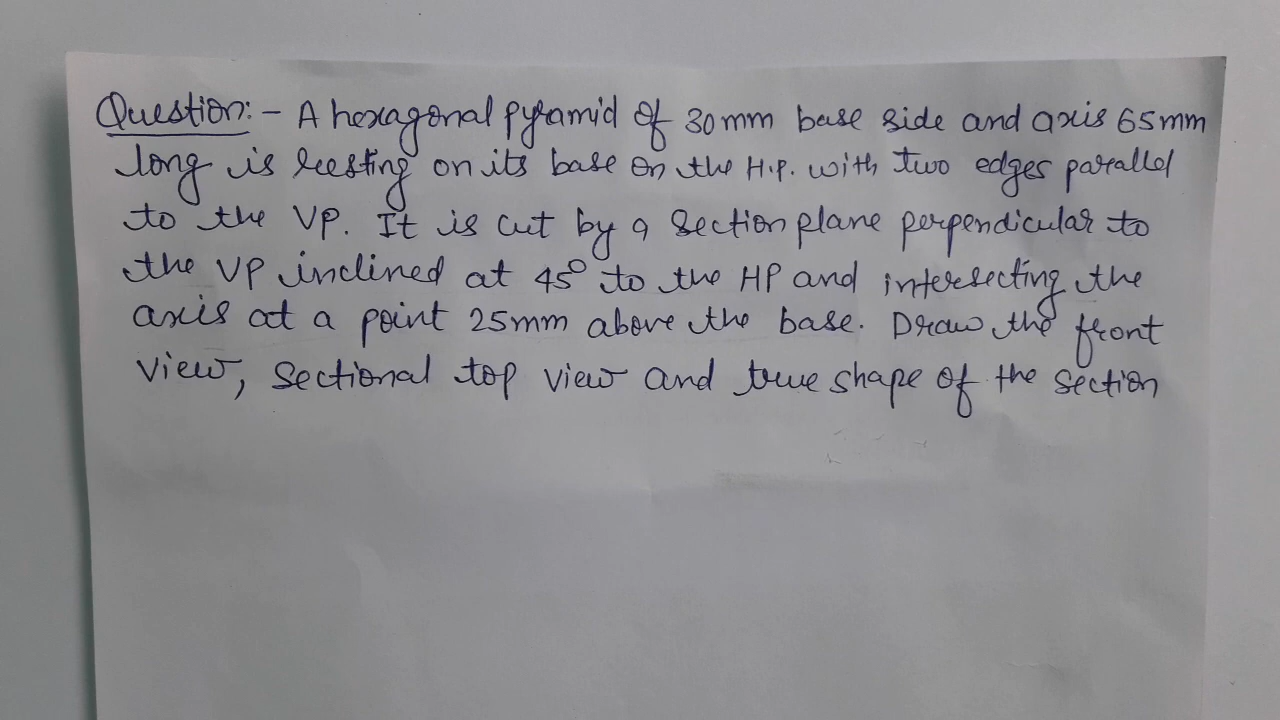 Question:- A hexagonal pyramid of 30mm base side and axis 65mm
long is resting on its base on the H.P. with two edges parallel
to the VP. It is cut by a section plane perpendicular to
the VP inclined at 45° to the HP and intersecting the
axis at a point 25mm above the base. Draw the front
view, sectional top view and true shape of the section